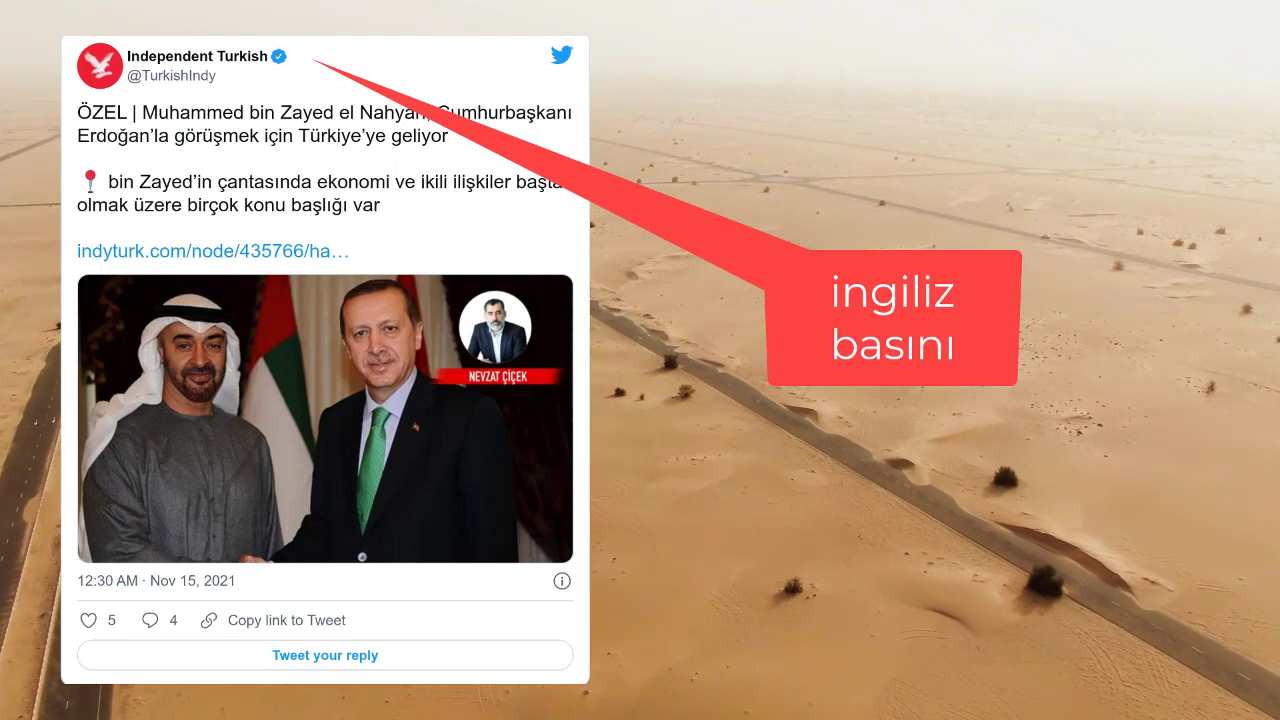 Independent Turkish
@TurkishIndy
ÖZEL | Muhammed bin Zayed el Nahyan, Cumhurbaşkanı
Erdoğan’la görüşmek için Türkiye’ye geliyor
bin Zayed’in çantasında ekonomi ve ikili ilişkiler başta
olmak üzere birçok konu başlığı var
indyturk.com/node/435766/ha…
NEVZAT ÇİÇEK
12:30 AM · Nov 15, 2021
5 4 Copy link to Tweet
Tweet your reply
ingiliz
basını